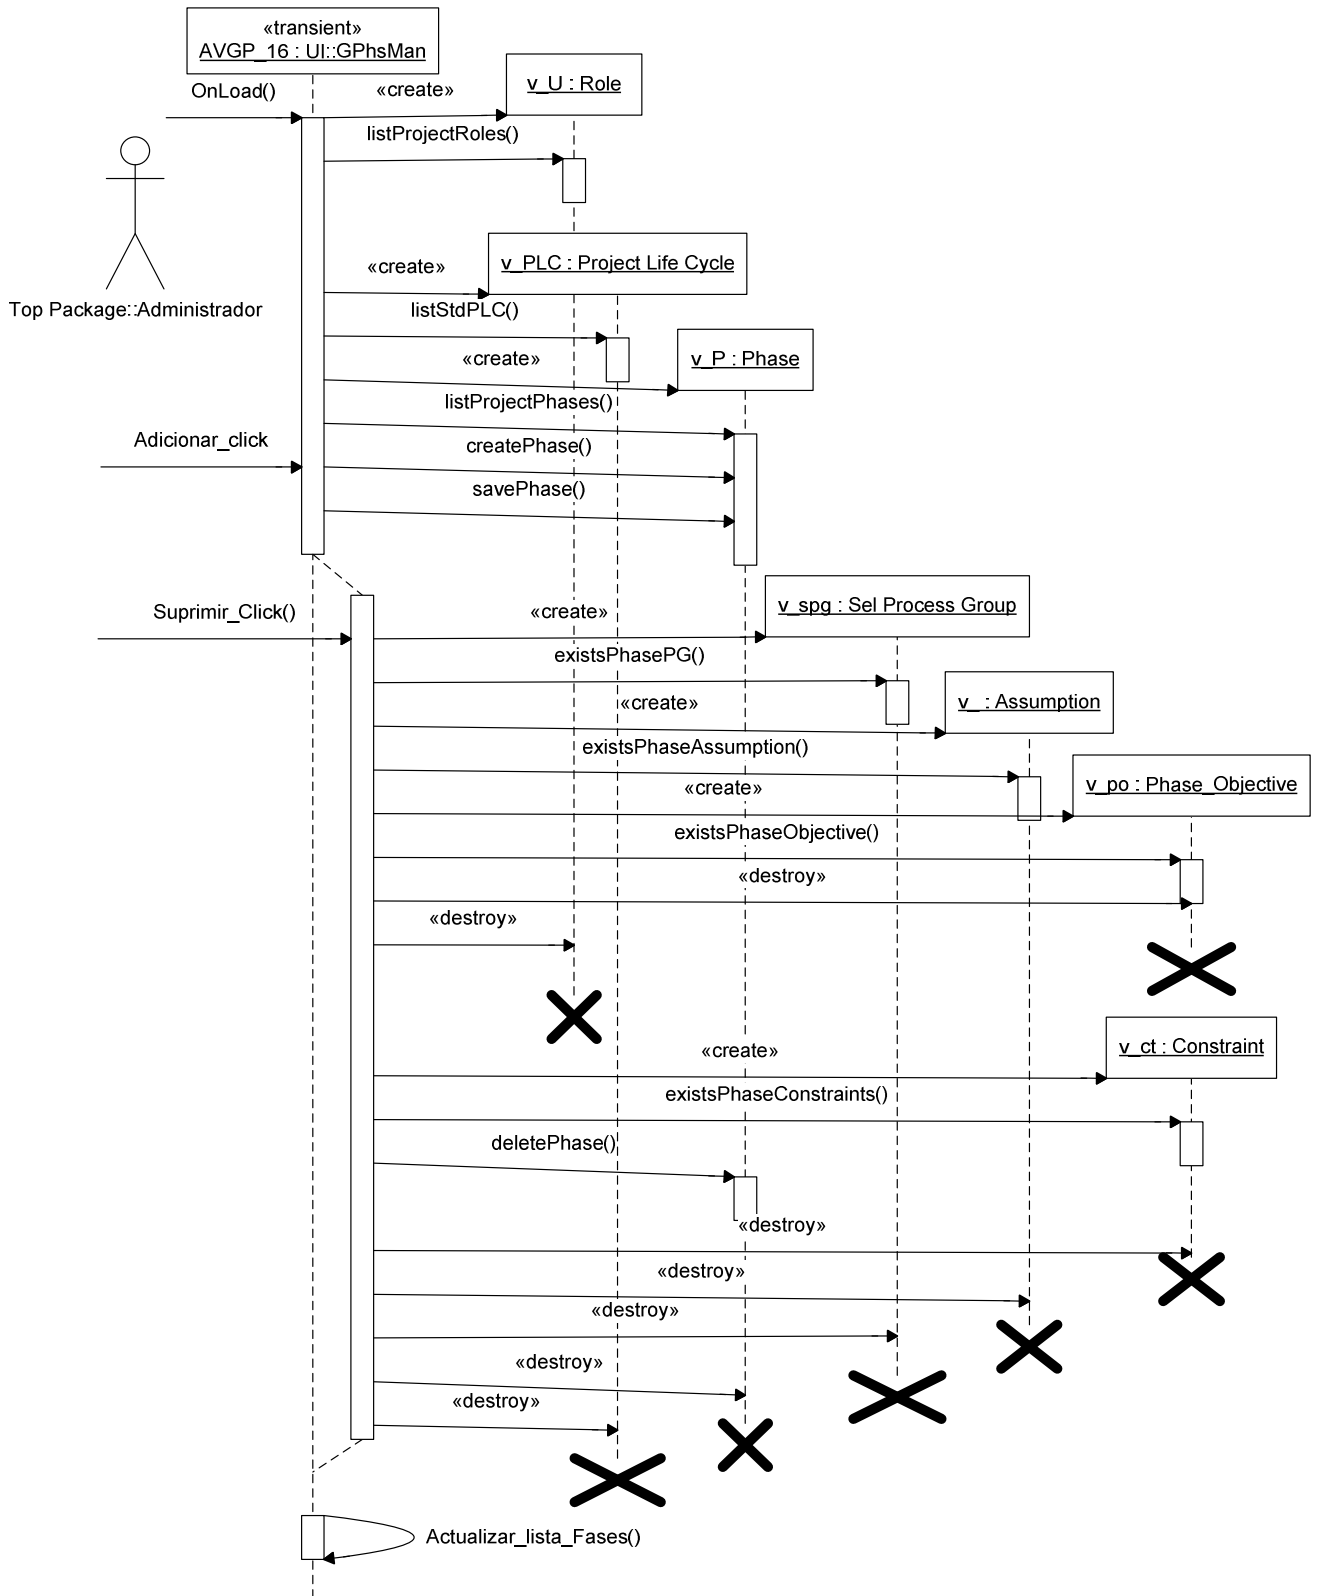 «transient»
AVGP_16 : UI::GPhsMan
OnLoad()
«create»
v_U : Role
listProjectRoles()
Top Package::Administrador
«create»
v_PLC : Project Life Cycle
listStdPLC()
«create»
v_P : Phase
listProjectPhases()
Adicionar_click
createPhase()
savePhase()
Suprimir_Click()
«create»
v_spg : Sel Process Group
existsPhasePG()
«create»
v_ : Assumption
existsPhaseAssumption()
«create»
v_po : Phase_Objective
existsPhaseObjective()
«destroy»
«destroy»
«create»
v_ct : Constraint
existsPhaseConstraints()
deletePhase()
«destroy»
«destroy»
«destroy»
«destroy»
«destroy»
Actualizar_lista_Fases()